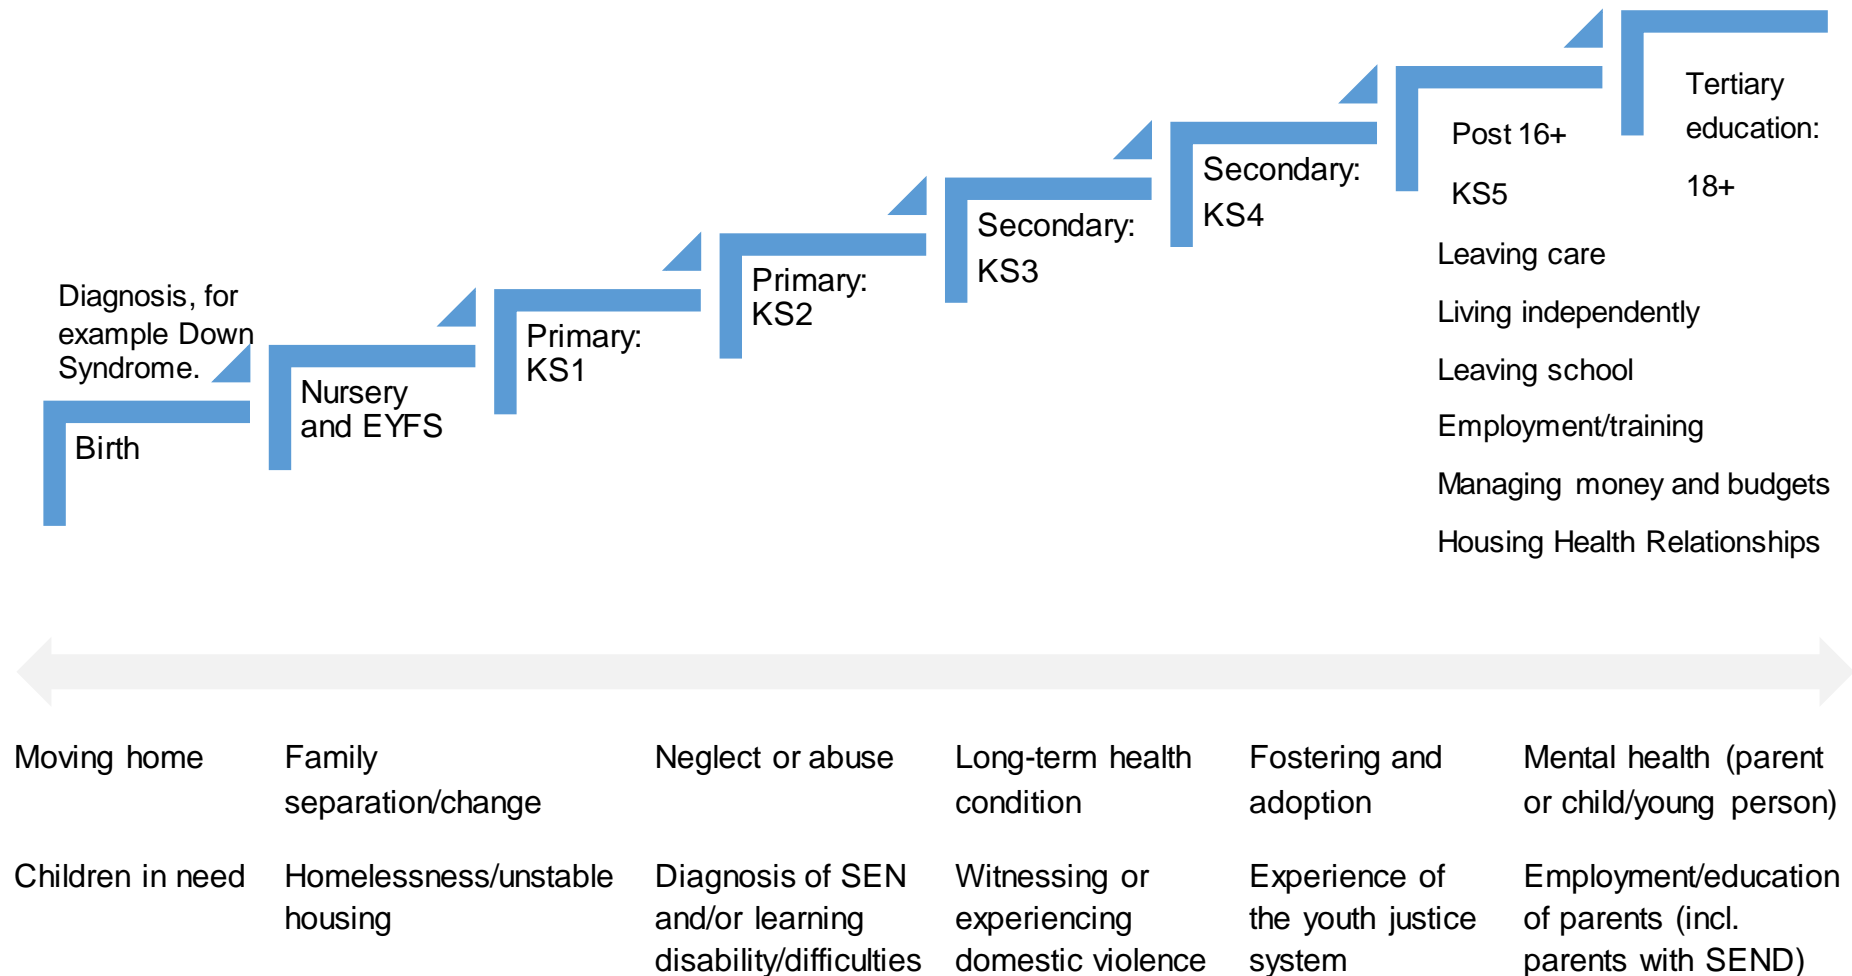 Diagnosis, for
example Down
Syndrome.
Birth
Nursery
and EYFS
Primary:
KS1
Primary:
KS2
Secondary:
KS3
Secondary:
KS4
Post 16+
KS5
Leaving care
Living independently
Leaving school
Employment/training
Managing money and budgets
Housing Health Relationships
Tertiary
education:
18+
Moving home
Family
separation/change
Neglect or abuse
Long-term health
condition
Fostering and
adoption
Mental health (parent
or child/young person)
Children in need
Homelessness/unstable
housing
Diagnosis of SEN
and/or learning
disability/difficulties
Witnessing or
experiencing
domestic violence
Experience of
the youth justice
system
Employment/education
of parents (incl.
parents with SEND)